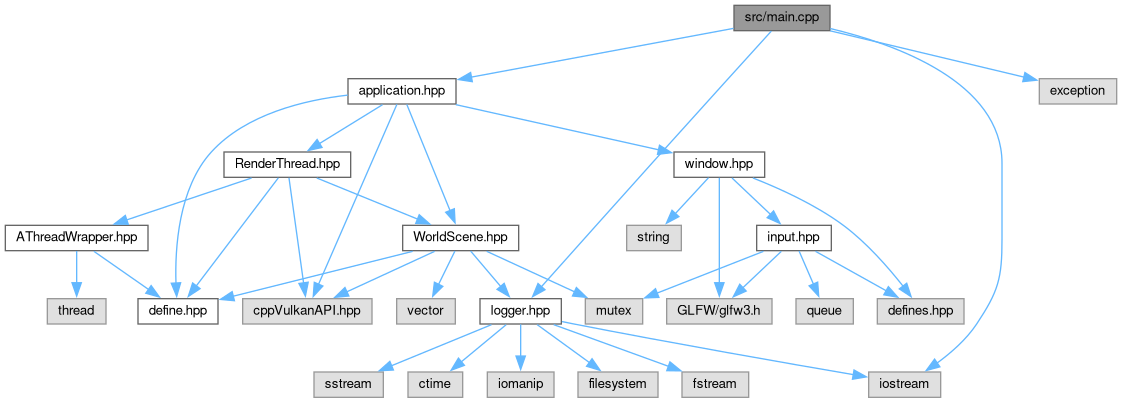 src/main.cpp
application.hpp
exception
RenderThread.hpp
window.hpp
AThreadWrapper.hpp
WorldScene.hpp
string
input.hpp
thread
define.hpp
cppVulkanAPI.hpp
vector
logger.hpp
mutex
GLFW/glfw3.h
queue
defines.hpp
sstream
ctime
iomanip
filesystem
fstream
iostream